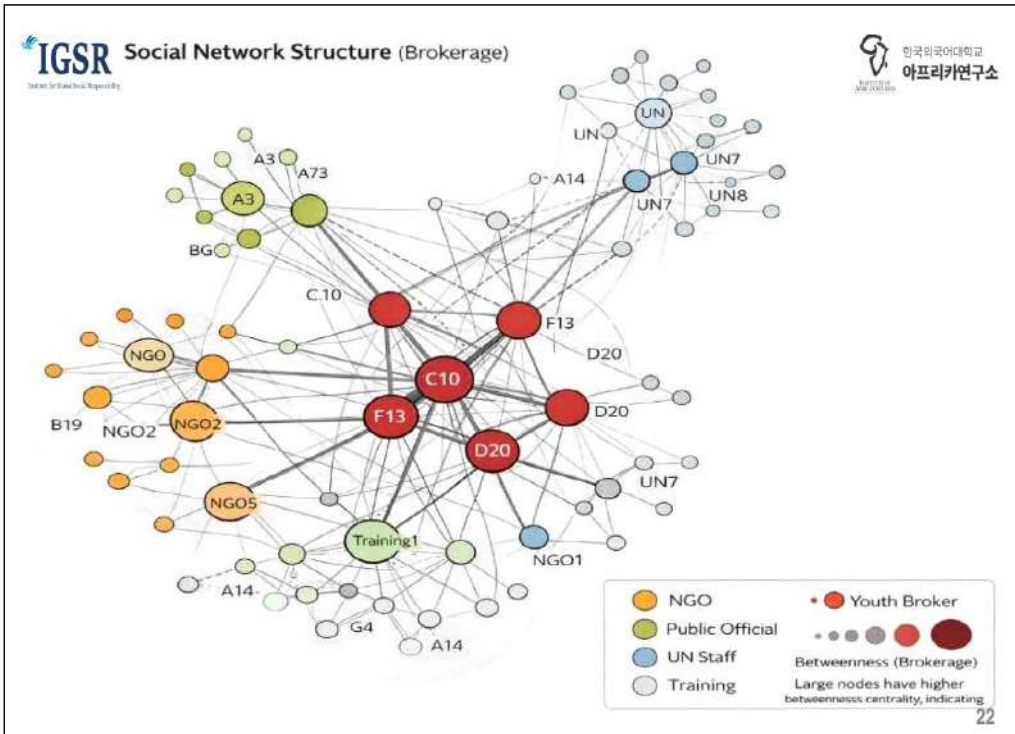 IGSR
Social Network Structure (Brokerage)
한국외국어대학교
아프리카연구소
UN
UN
A3
A73
UN7
A14
UN8
UN7
A3
BG
C.10
F13
D20
NGO
C10
D20
F13
B19
NGO2
NGO2
D20
UN7
NGO5
Training1
NGO1
A14
G4
A14
NGO
Youth Broker
Public Official
UN Staff
Betweenness (Brokerage)
Training
Large nodes have higher
betweennesss centrality, indicating
22